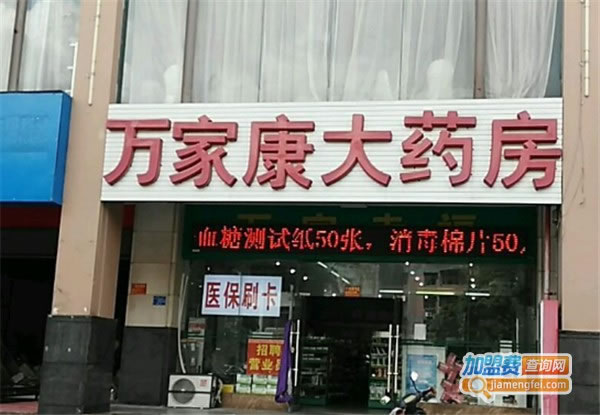 万家康大药房
血糖测试纸50张，消毒棉片50
医保刷卡
招聘
营业员
加盟费查询网
jiamengfei.com